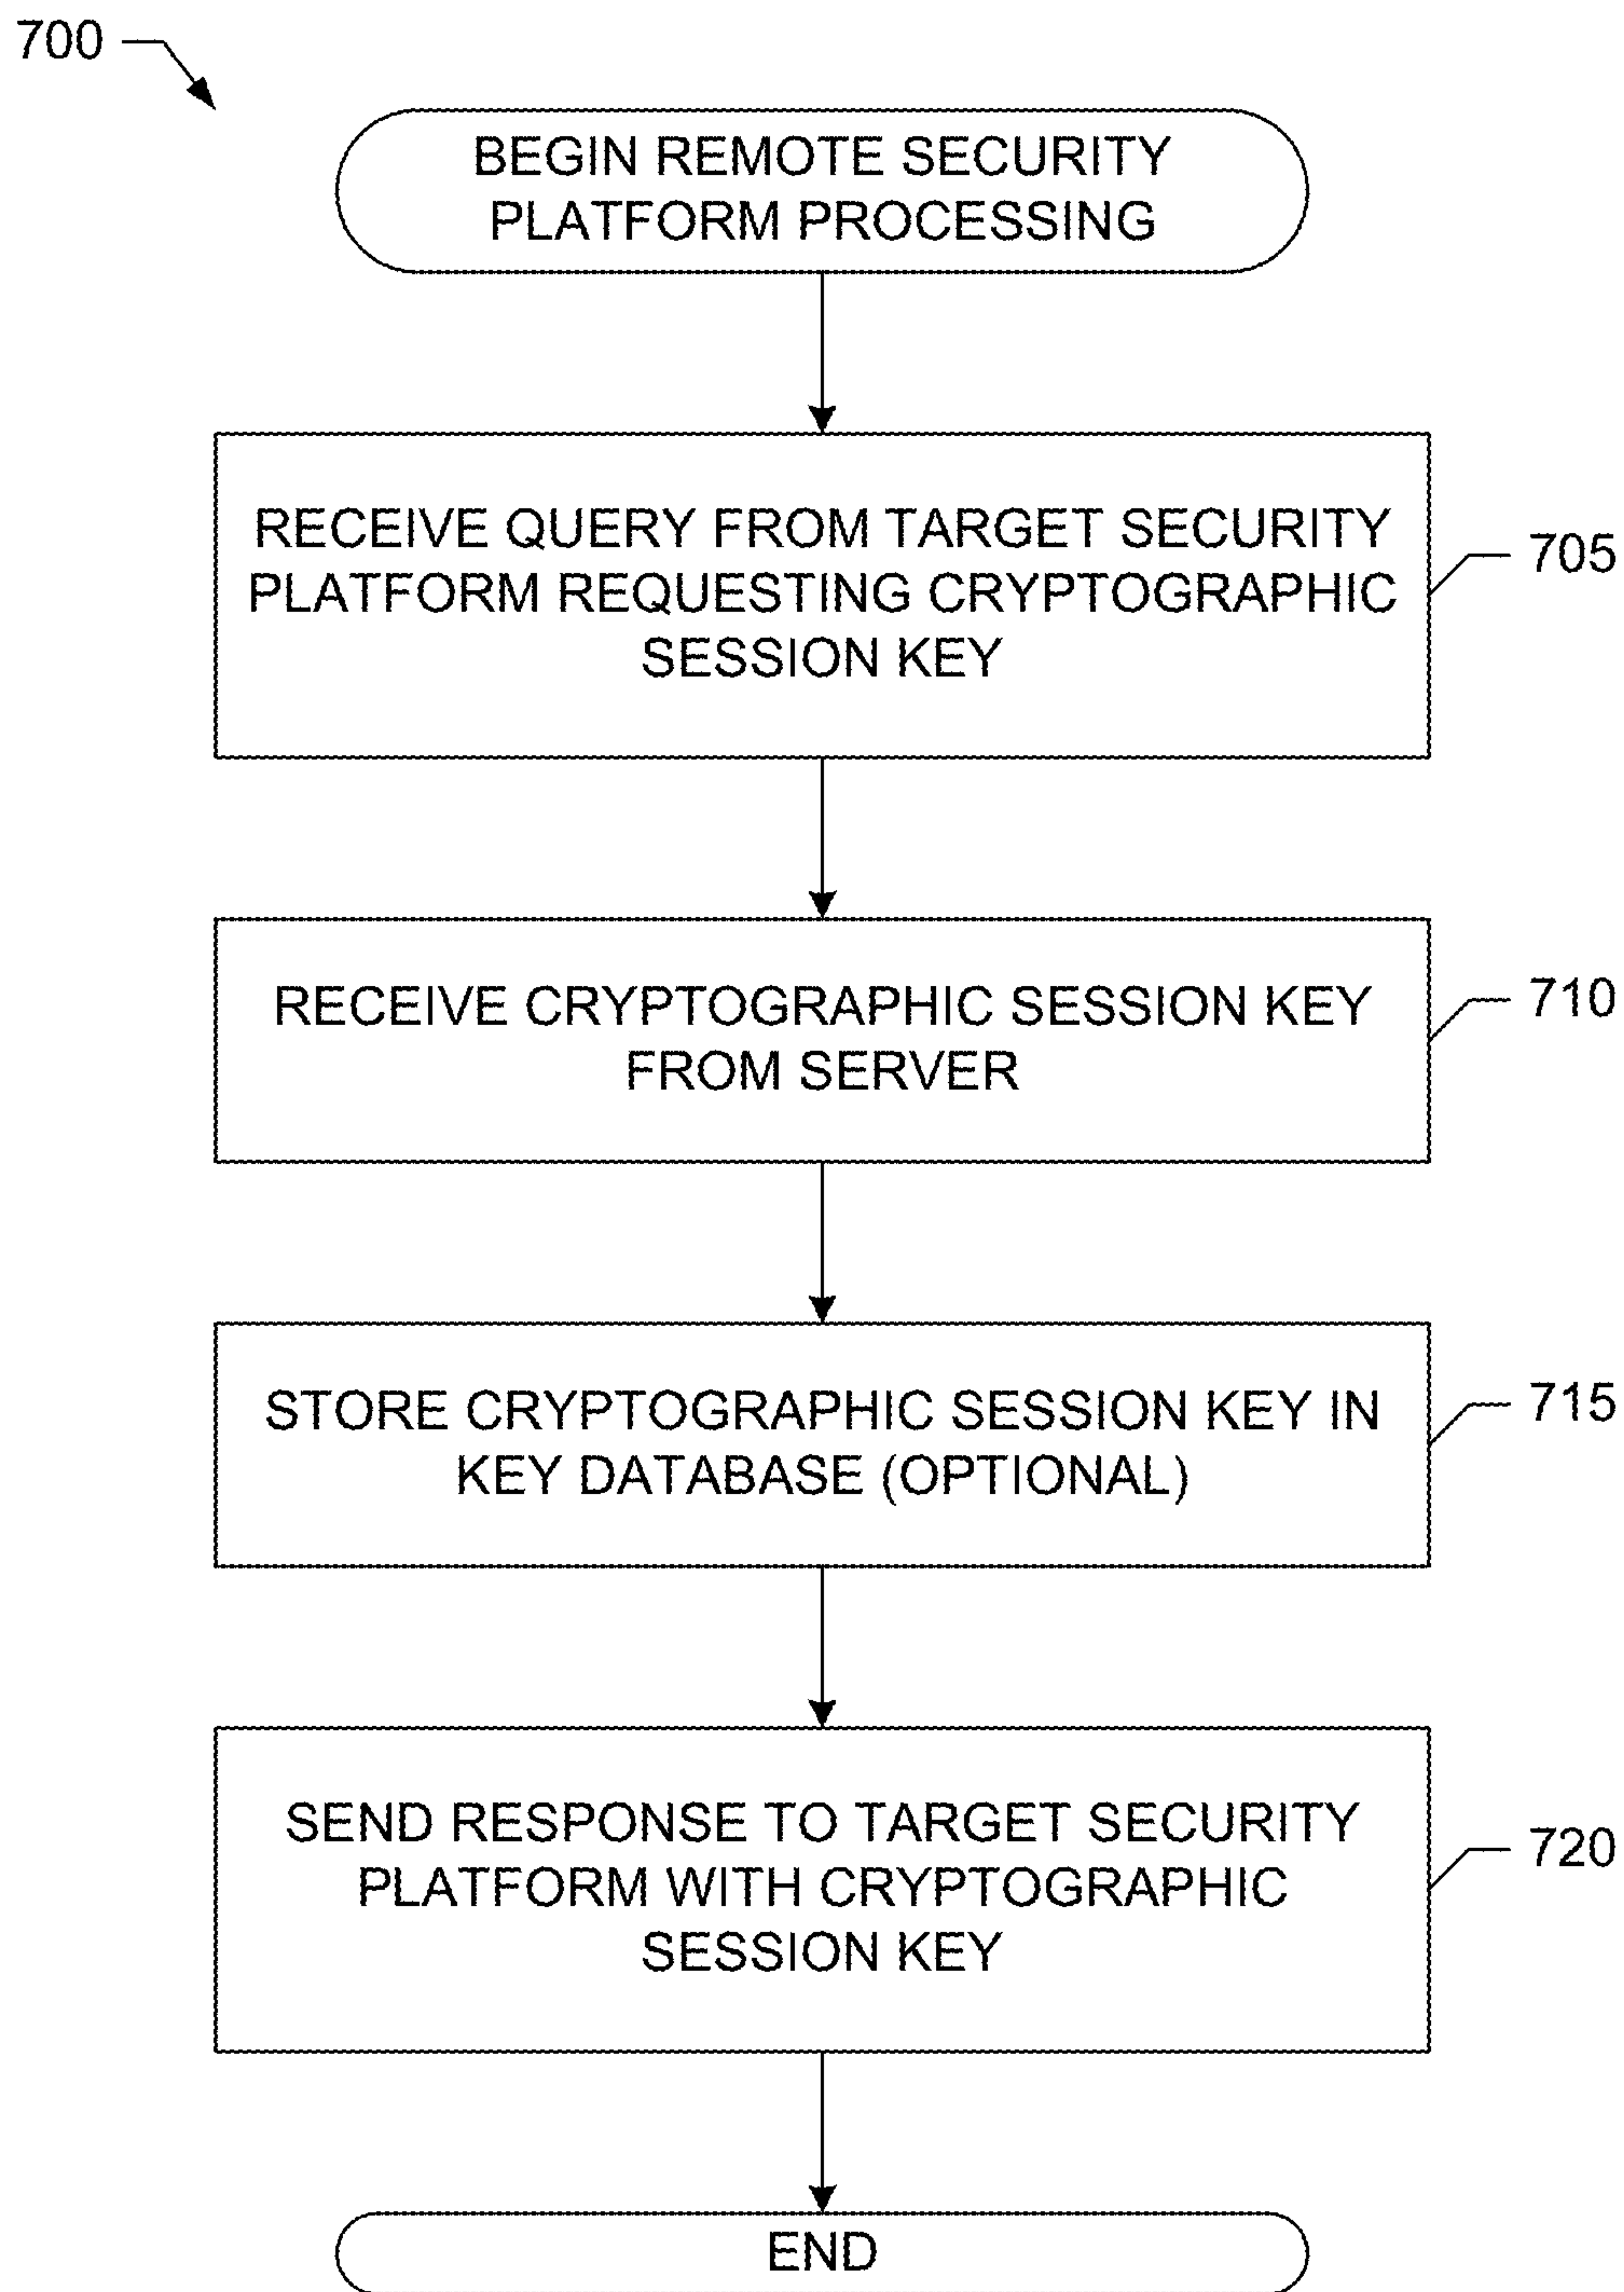 700
BEGIN REMOTE SECURITY
PLATFORM PROCESSING
RECEIVE QUERY FROM TARGET SECURITY
PLATFORM REQUESTING CRYPTOGRAPHIC
SESSION KEY
705
RECEIVE CRYPTOGRAPHIC SESSION KEY
FROM SERVER
710
STORE CRYPTOGRAPHIC SESSION KEY IN
KEY DATABASE (OPTIONAL)
715
SEND RESPONSE TO TARGET SECURITY
PLATFORM WITH CRYPTOGRAPHIC
SESSION KEY
720
END